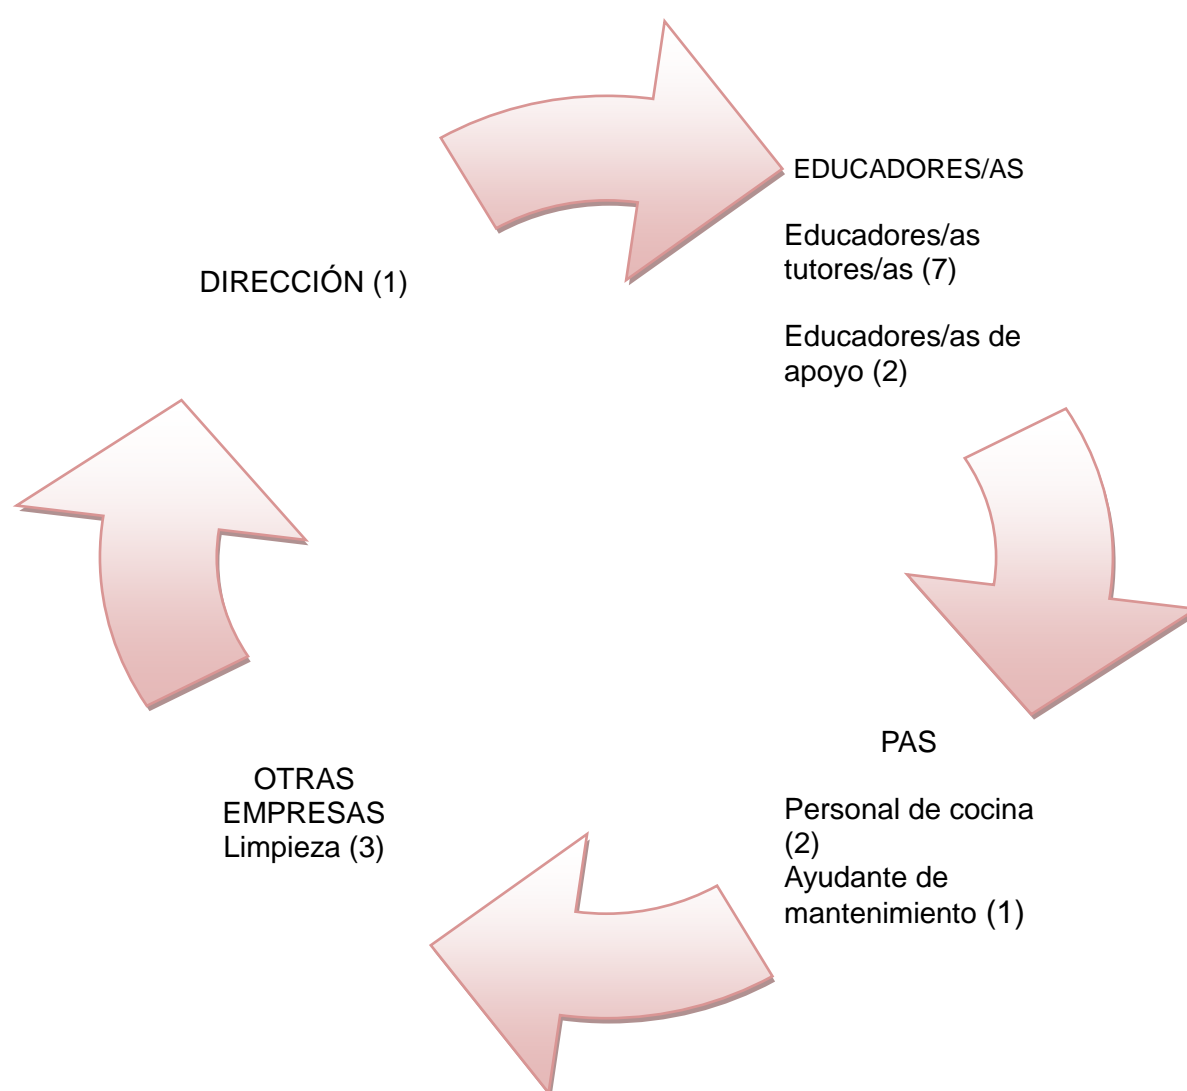 DIRECCIÓN (1)
EDUCADORES/AS
Educadores/as
tutores/as (7)
Educadores/as de
apoyo (2)
PAS
Personal de cocina
(2)
Ayudante de
mantenimiento (1)
OTRAS
EMPRESAS
Limpieza (3)